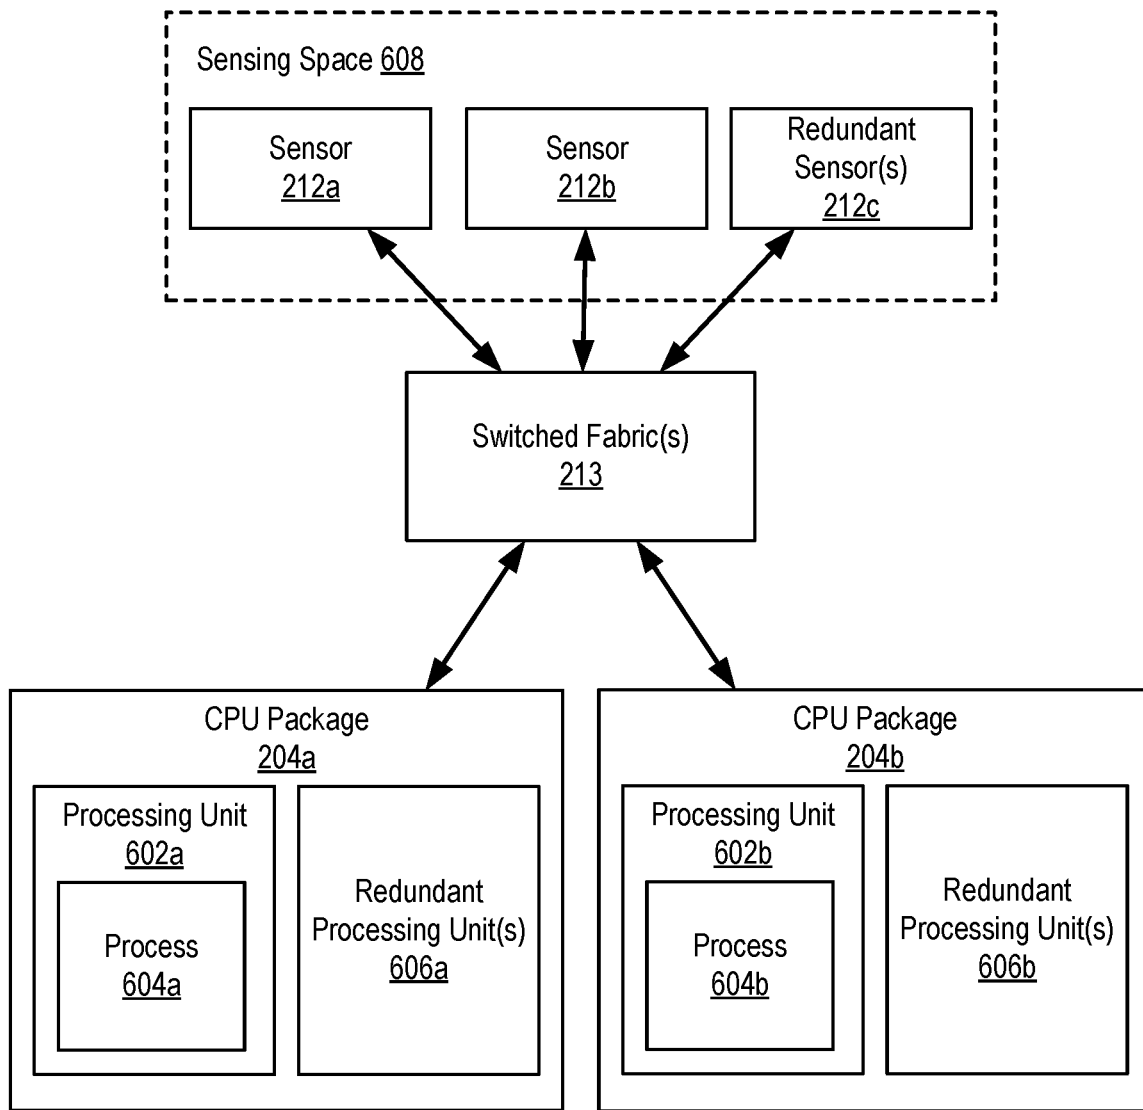 Sensing Space 608
Sensor
212a
Sensor
212b
Redundant
Sensor(s)
212c
Switched Fabric(s)
213
CPU Package
204a
Processing Unit
602a
Process
604a
Redundant
Processing Unit(s)
606a
CPU Package
204b
Processing Unit
602b
Process
604b
Redundant
Processing Unit(s)
606b